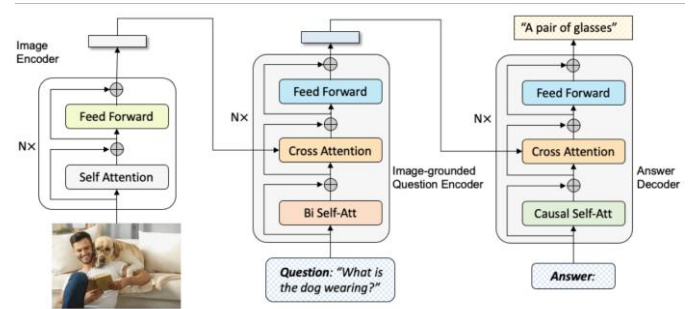 Image
Encoder
N×
Feed Forward
Self Attention
N×
Feed Forward
Cross Attention
Bi Self-Att
Image-grounded
Question Encoder
Question: “What is
the dog wearing?”
“A pair of glasses”
N×
Feed Forward
Cross Attention
Causal Self-Att
Answer
Decoder
Answer: